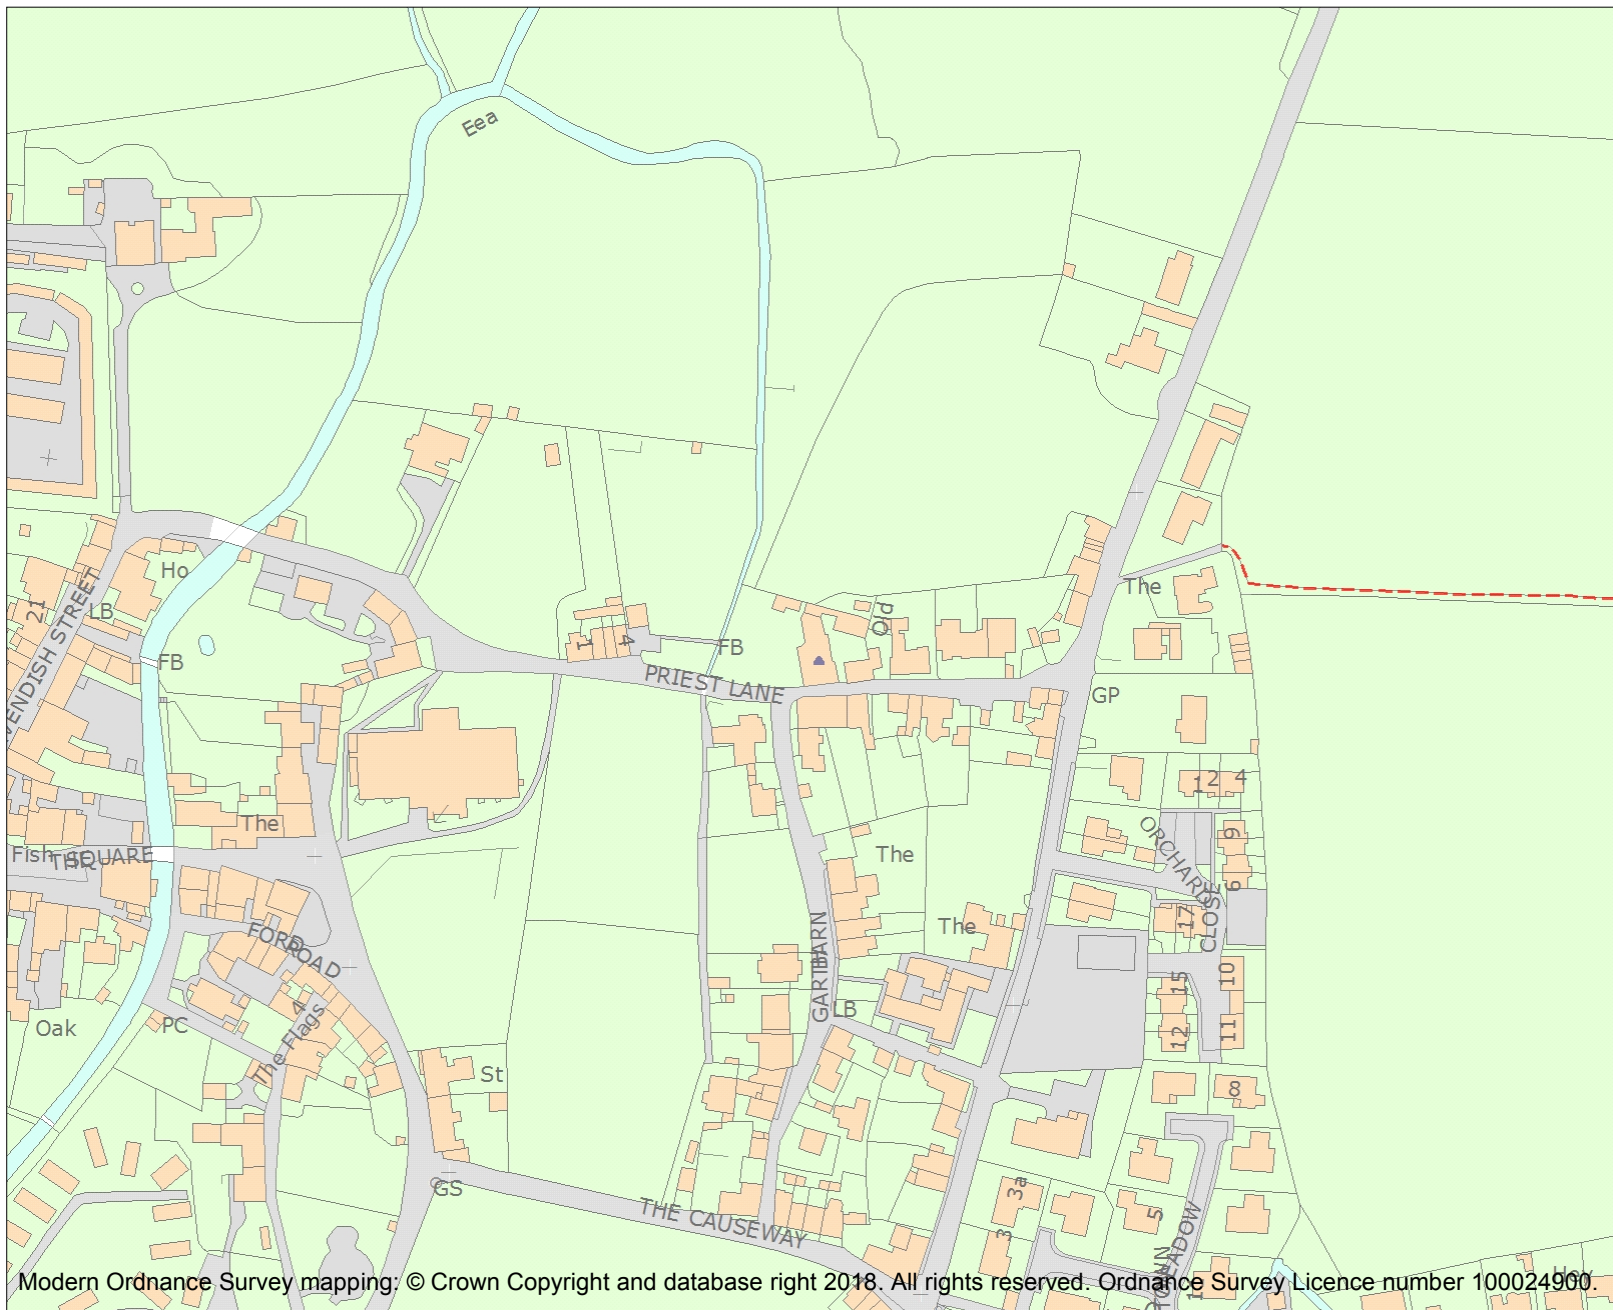 Eea
Ho
21
LB
VENDISH STREET
FB
1
4
FB
PRIEST LANE
Old
The
GP
1 2 4
9
6
ORCHARD
CLOSE
17
The
Fish
THE SQUARE
The
The
FORD
ROAD
4
The Flags
PC
Oak
BARN
GARTH
LB
15
10
12
11
St
8
GS
THE CAUSEWAY
3a
3
5
MEADOW
Modern Ordnance Survey mapping: © Crown Copyright and database right 2018. All rights reserved. Ordnance Survey Licence number 100024900.